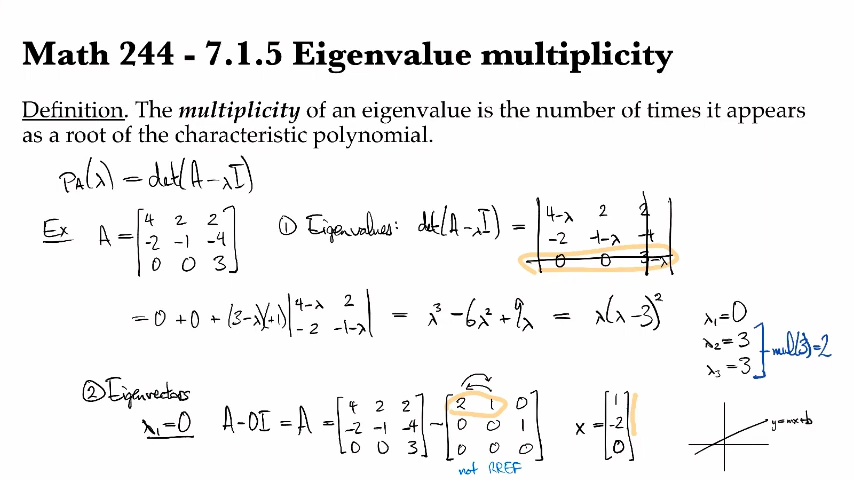 Math 244 - 7.1.5 Eigenvalue multiplicity
Definition. The multiplicity of an eigenvalue is the number of times it appears
as a root of the characteristic polynomial.
p_A(λ) = det(A-λI)
Ex A = [4 2 2; -2 -1 -4; 0 0 3] ① Eigenvalues: det(A-λI) = |4-λ 2 2; -2 -1-λ -4; 0 0 3-λ|
= 0 + 0 + (3-λ)(+1)|4-λ 2; -2 -1-λ| = λ³ - 6λ² + 9λ = λ(λ-3)²
λ₁=0
λ₂=3
λ₃=3
mul(3)=2
② Eigenvectors
λ₁=0 A-0I = A = [4 2 2; -2 -1 -4; 0 0 3] ~ [2 1 0; 0 0 1; 0 0 0] x = [1; -2; 0]
not RREF
y=mx+b